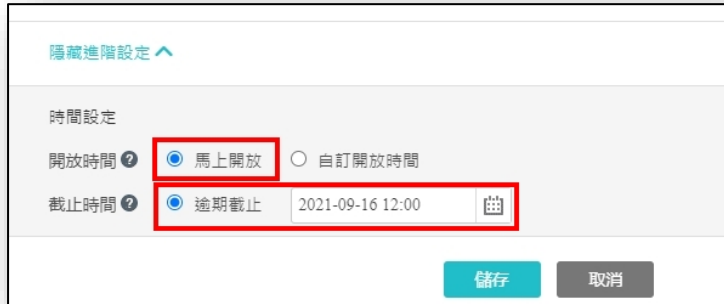 隱藏進階設定
時間設定
開放時間 ? 馬上開放 自訂開放時間
截止時間 ? 逾期截止 2021-09-16 12:00
儲存 取消